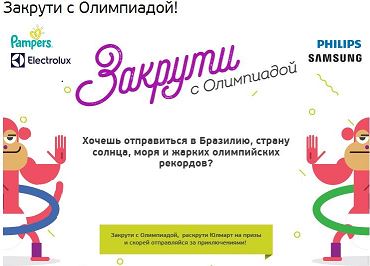 Закрути с Олимпиадой!
Pampers
Electrolux
Закрути
с Олимпиадой
PHILIPS
SAMSUNG
Хочешь отправиться в Бразилию, страну
солнца, моря и жарких олимпийских
рекордов?
Закрути с Олимпиадой, раскрути Юлмарт на призы
и скорей отправляйся за приключениями!